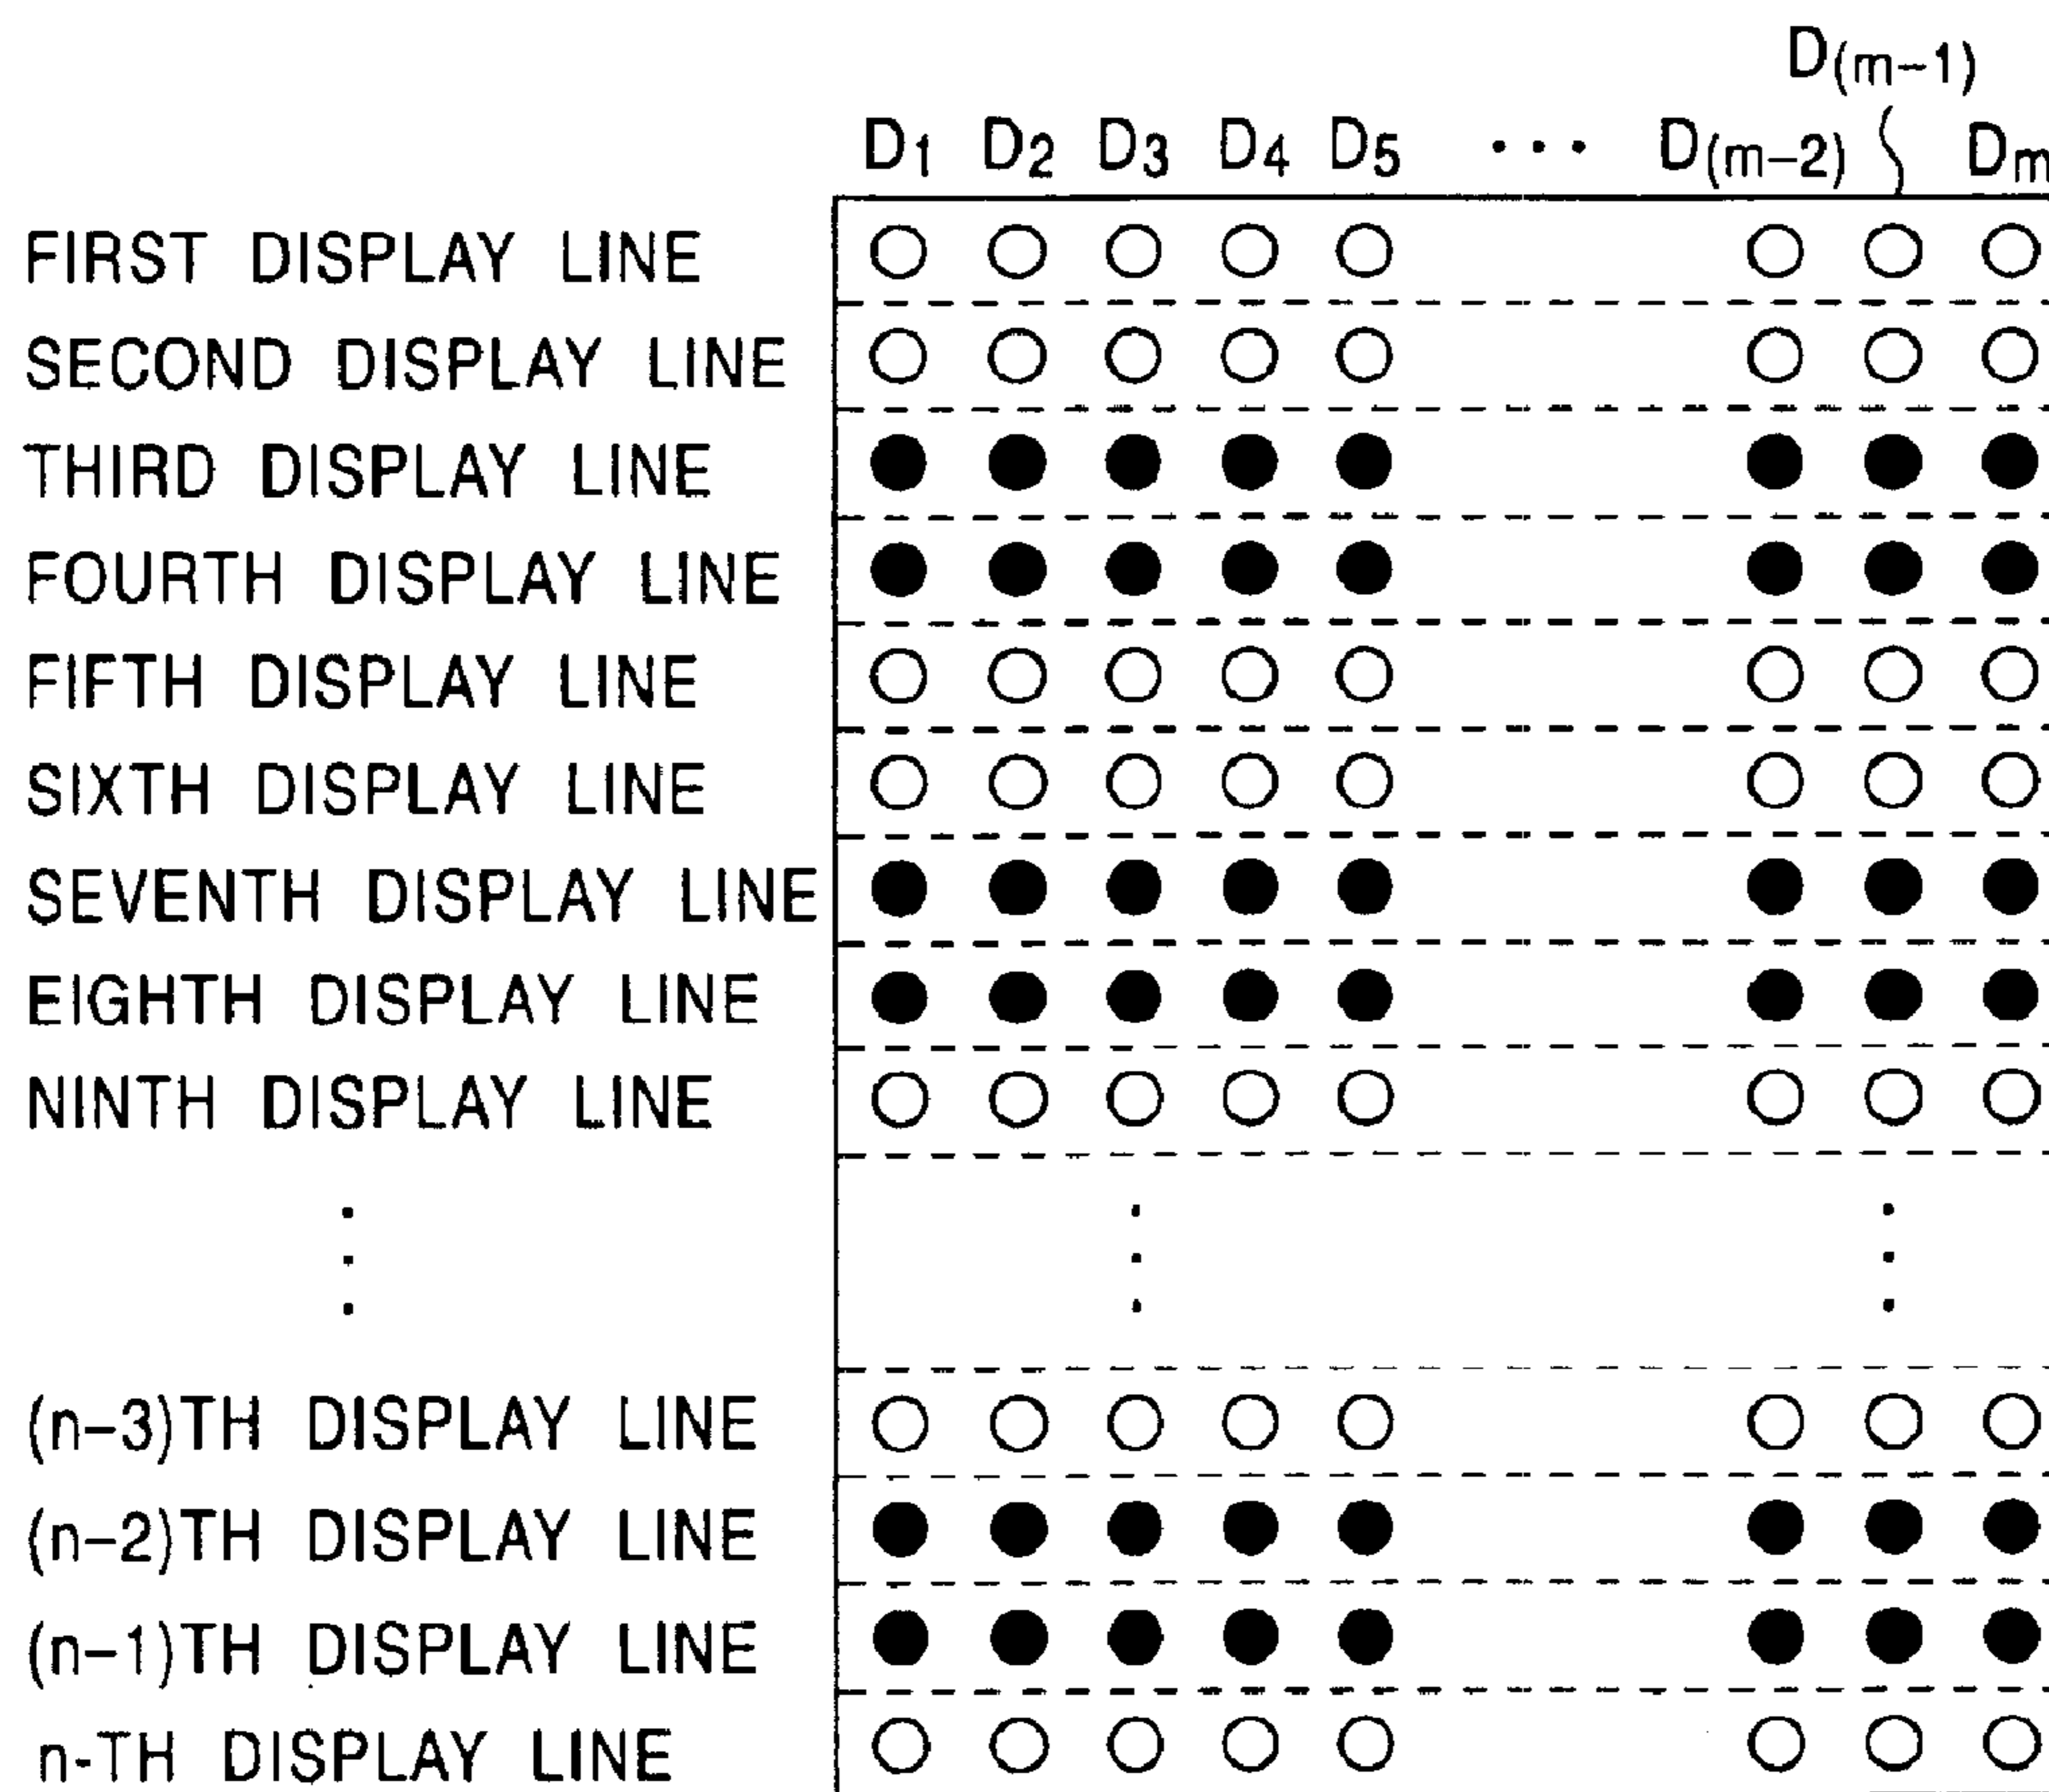 D(m-1)
D1 D2 D3 D4 D5 ... D(m-2) Dm
FIRST DISPLAY LINE
SECOND DISPLAY LINE
THIRD DISPLAY LINE
FOURTH DISPLAY LINE
FIFTH DISPLAY LINE
SIXTH DISPLAY LINE
SEVENTH DISPLAY LINE
EIGHTH DISPLAY LINE
NINTH DISPLAY LINE
(n-3)TH DISPLAY LINE
(n-2)TH DISPLAY LINE
(n-1)TH DISPLAY LINE
n-TH DISPLAY LINE